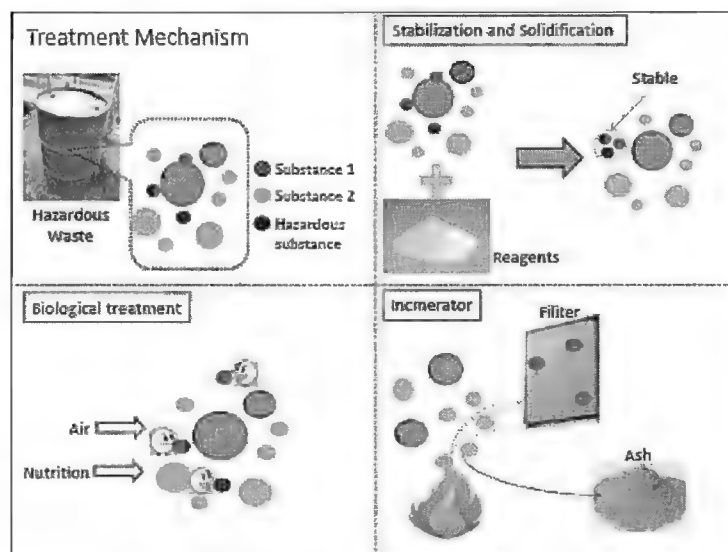 Treatment Mechanism
Hazardous
Waste
Substance 1
Substance 2
Hazardous
substance
Stabilization and Solidification
Stable
Reagents
Biological treatment
Air
Nutrition
Incinerator
Filiter
Ash